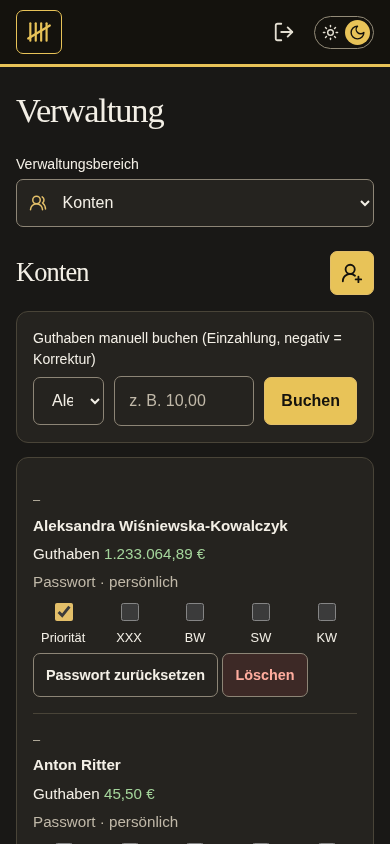 Verwaltung
Verwaltungsbereich
Konten
Konten
Guthaben manuell buchen (Einzahlung, negativ =
Korrektur)
Ale
z. B. 10,00
Buchen
–
Aleksandra Wiśniewska-Kowalczyk
Guthaben 1.233.064,89 €
Passwort · persönlich
Priorität XXX BW SW KW
Passwort zurücksetzen Löschen
–
Anton Ritter
Guthaben 45,50 €
Passwort · persönlich